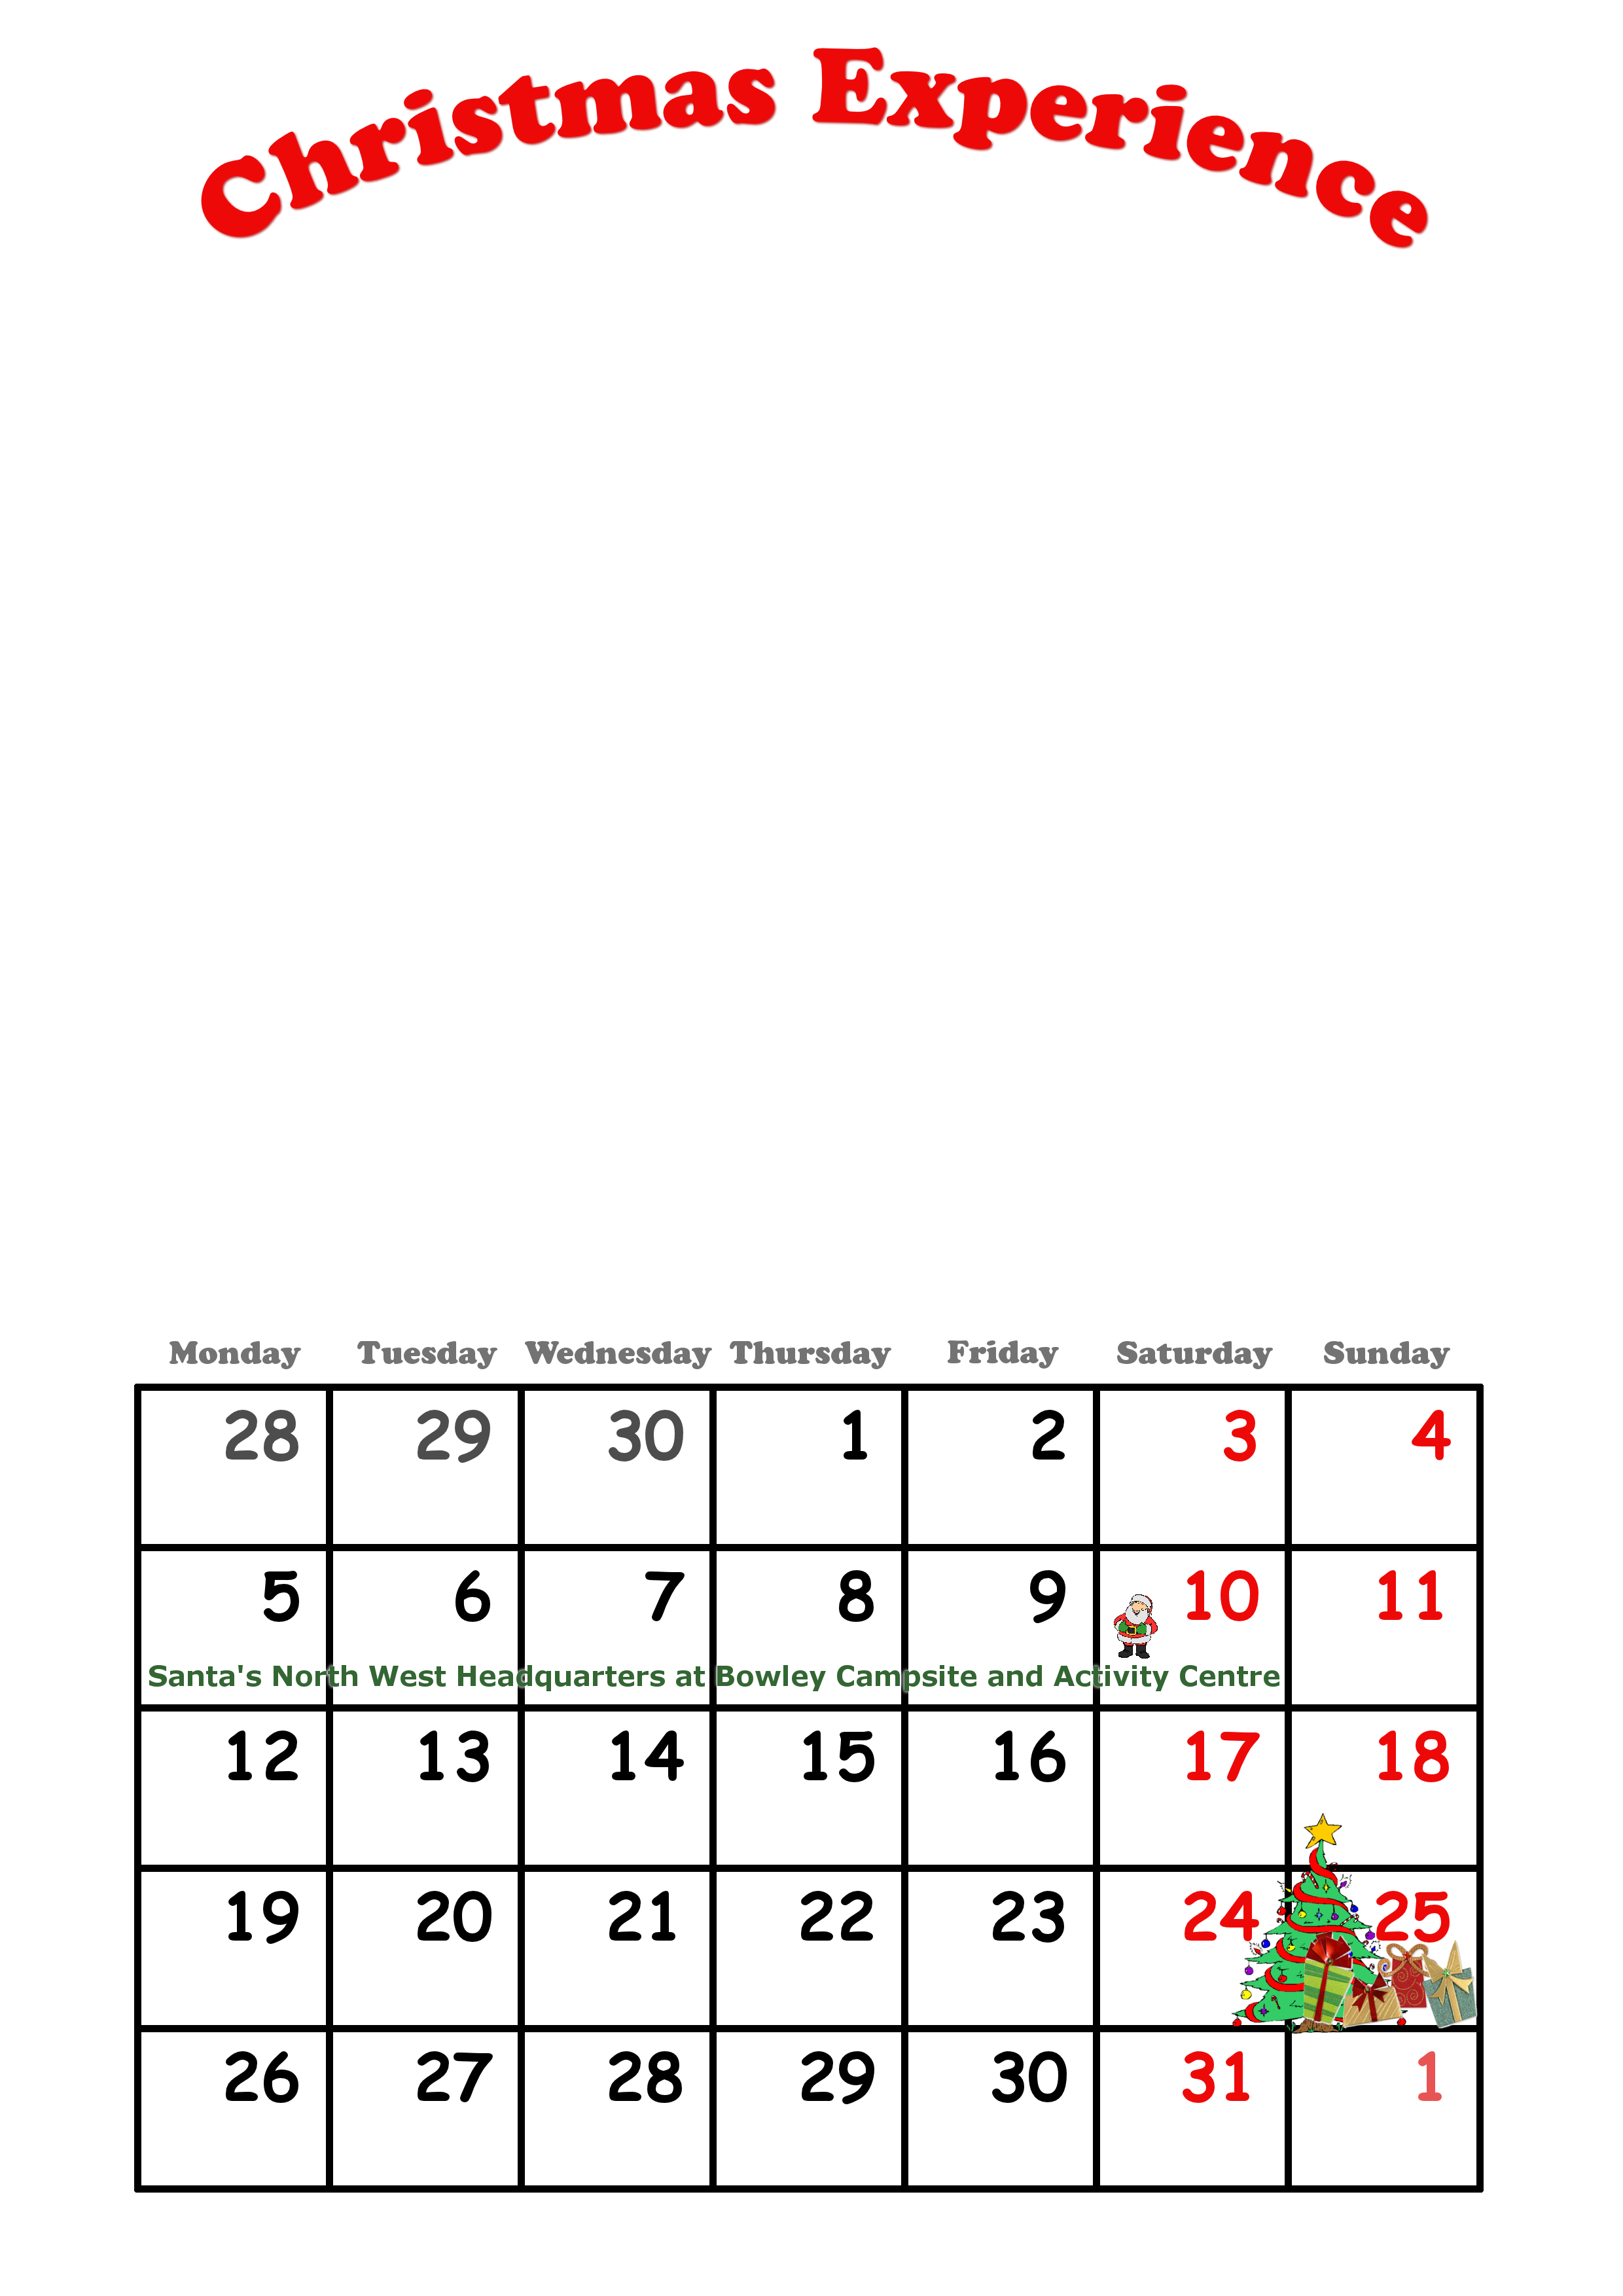 Christmas Experience
Monday Tuesday Wednesday Thursday Friday Saturday Sunday
28 29 30 1 2 3 4
5 6 7 8 9 10 11
Santa's North West Headquarters at Bowley Campsite and Activity Centre
12 13 14 15 16 17 18
19 20 21 22 23 24 25
26 27 28 29 30 31 1